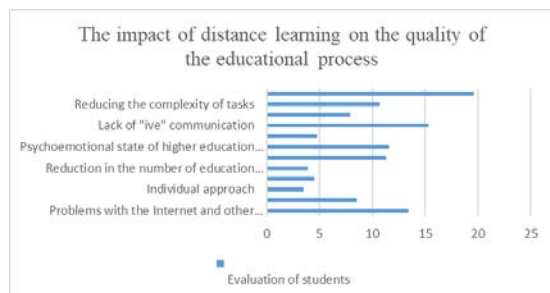 The impact of distance learning on the quality of
the educational process
Reducing the complexity of tasks
Lack of "ive" communication
Psychoemotional state of higher education...
Reduction in the number of education...
Individual approach
Problems with the Internet and other...
0 5 10 15 20 25
Evaluation of students